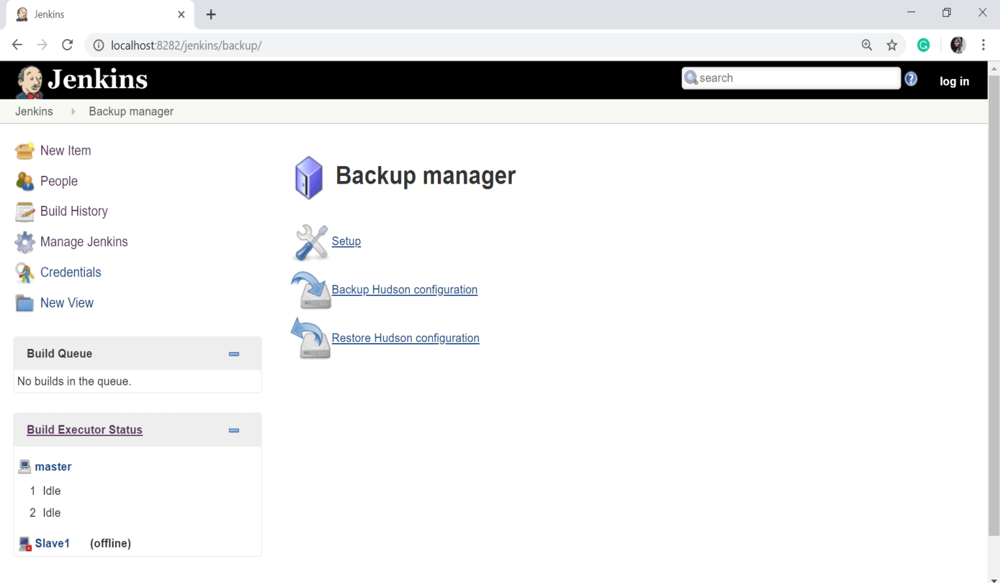 Jenkins
localhost:8282/jenkins/backup/
Jenkins
search
log in
Jenkins
Backup manager
New Item
People
Build History
Manage Jenkins
Credentials
New View
Build Queue
No builds in the queue.
Build Executor Status
master
1 Idle
2 Idle
Slave1 (offline)
Backup manager
Setup
Backup Hudson configuration
Restore Hudson configuration